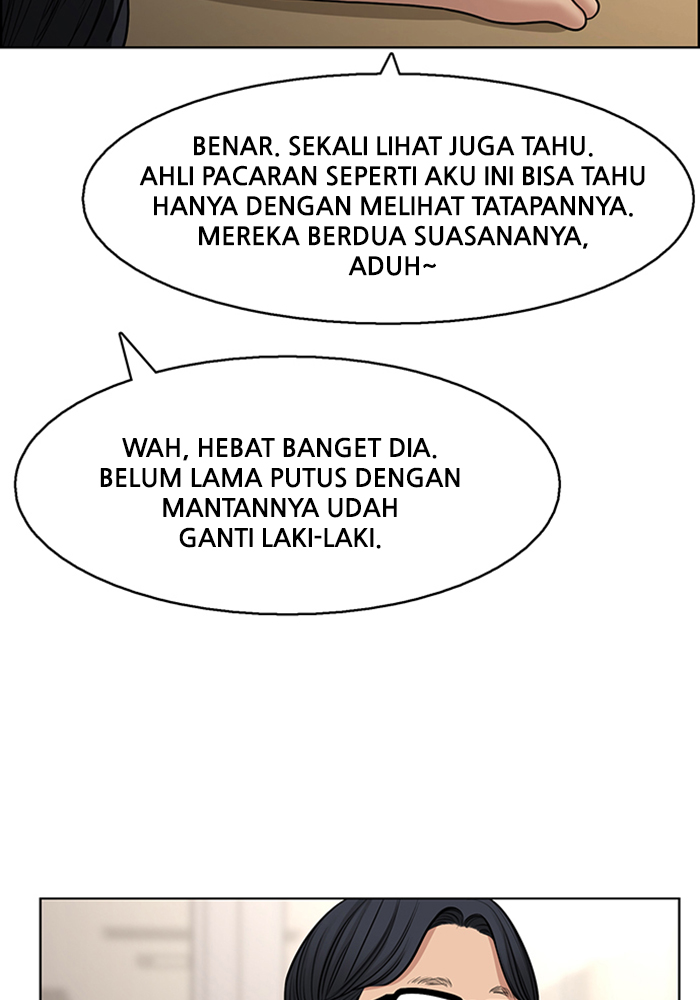 BENAR. SEKALI LIHAT JUGA TAHU.
AHLI PACARAN SEPERTI AKU INI BISA TAHU
HANYA DENGAN MELIHAT TATAPANNYA.
MEREKA BERDUA SUASANANYA,
ADUH~
WAH, HEBAT BANGET DIA.
BELUM LAMA PUTUS DENGAN
MANTANNYA UDAH
GANTI LAKI-LAKI.